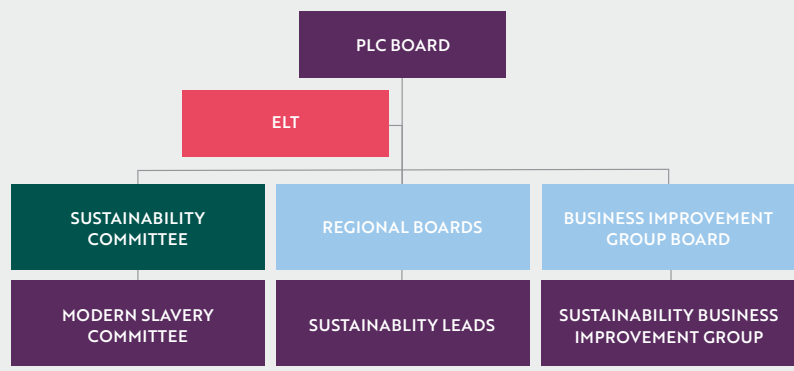 PLC BOARD
ELT
SUSTAINABILITY
COMMITTEE
REGIONAL BOARDS
BUSINESS IMPROVEMENT
GROUP BOARD
MODERN SLAVERY
COMMITTEE
SUSTAINABLITY LEADS
SUSTAINABILITY BUSINESS
IMPROVEMENT GROUP